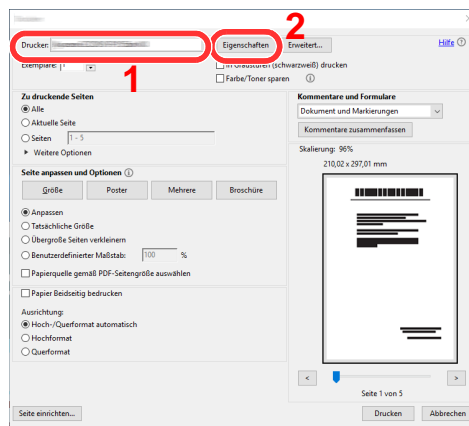 2
Drucker:
Eigenschaften
Erweitert...
Hilfe
1
Exemplare: 1
In Graustufen (schwarzweiß) drucken
Farbe/Toner sparen
Zu druckende Seiten
Alle
Aktuelle Seite
Seiten 1 - 5
Weitere Optionen
Kommentare und Formulare
Dokument und Markierungen
Kommentare zusammenfassen
Skalierung: 96%
210,02 x 297,01 mm
Seite anpassen und Optionen
Größe Poster Mehrere Broschüre
Anpassen
Tatsächliche Größe
Übergroße Seiten verkleinern
Benutzerdefinierter Maßstab: 100 %
Papierquelle gemäß PDF-Seitengröße auswählen
Papier Beidseitig bedrucken
Ausrichtung:
Hoch-/Querformat automatisch
Hochformat
Querformat
< >
Seite 1 von 5
Seite einrichten... Drucken Abbrechen